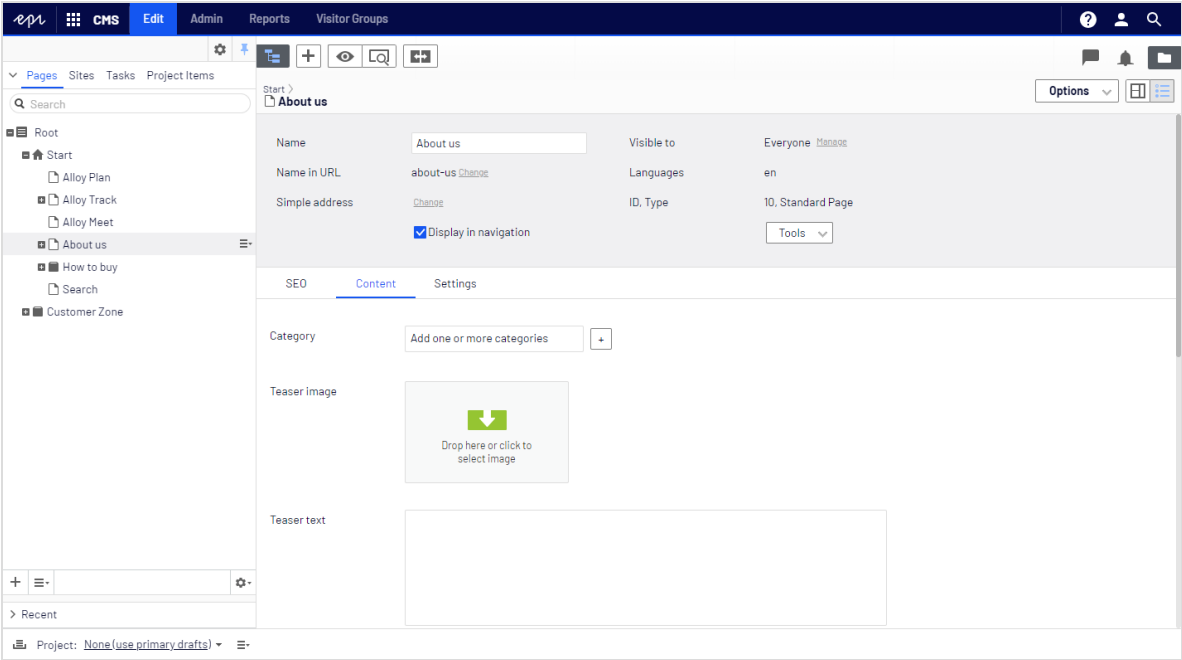 epi CMS Edit Admin Reports Visitor Groups
Pages Sites Tasks Project Items
Search
Root
Start
Alloy Plan
Alloy Track
Alloy Meet
About us
How to buy
Search
Customer Zone
Recent
Project: None (use primary drafts)
Start
About us
Options
Name About us Visible to Everyone Manage
Name in URL about-us Change Languages en
Simple address Change ID, Type 10, Standard Page
Display in navigation Tools
SEO Content Settings
Category Add one or more categories +
Teaser image
Drop here or click to
select image
Teaser text